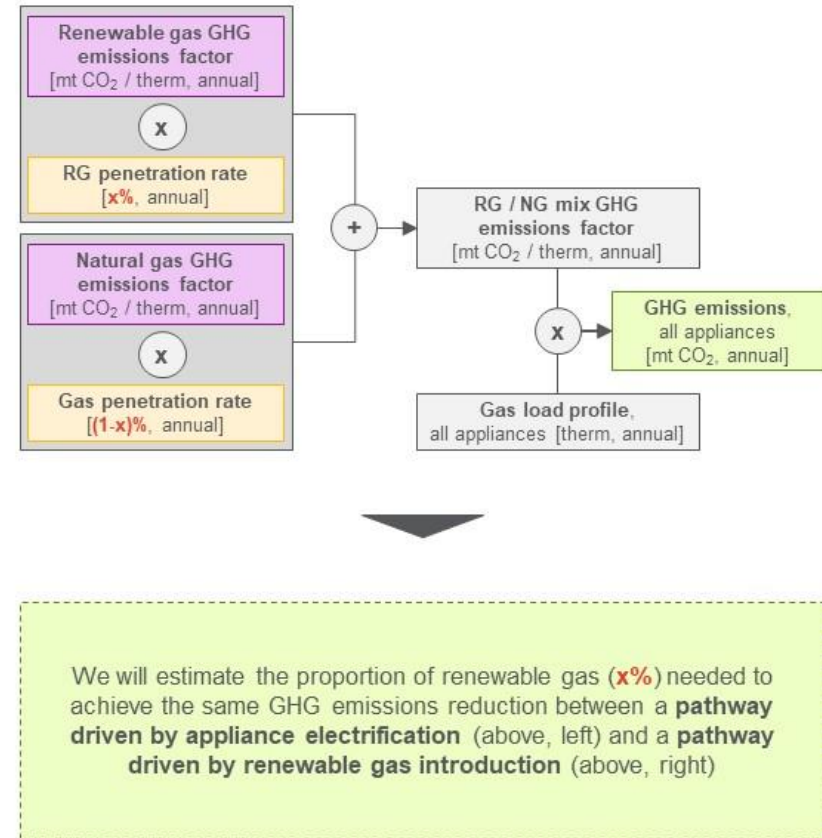 Renewable gas GHG
emissions factor
[mt CO₂ / therm, annual]
x
RG penetration rate
[x%, annual]
Natural gas GHG
emissions factor
[mt CO₂ / therm, annual]
x
Gas penetration rate
[(1-x)%, annual]
+
RG / NG mix GHG
emissions factor
[mt CO₂ / therm, annual]
x
Gas load profile,
all appliances [therm, annual]
GHG emissions,
all appliances
[mt CO₂, annual]
We will estimate the proportion of renewable gas (x%) needed to
achieve the same GHG emissions reduction between a pathway
driven by appliance electrification (above, left) and a pathway
driven by renewable gas introduction (above, right)